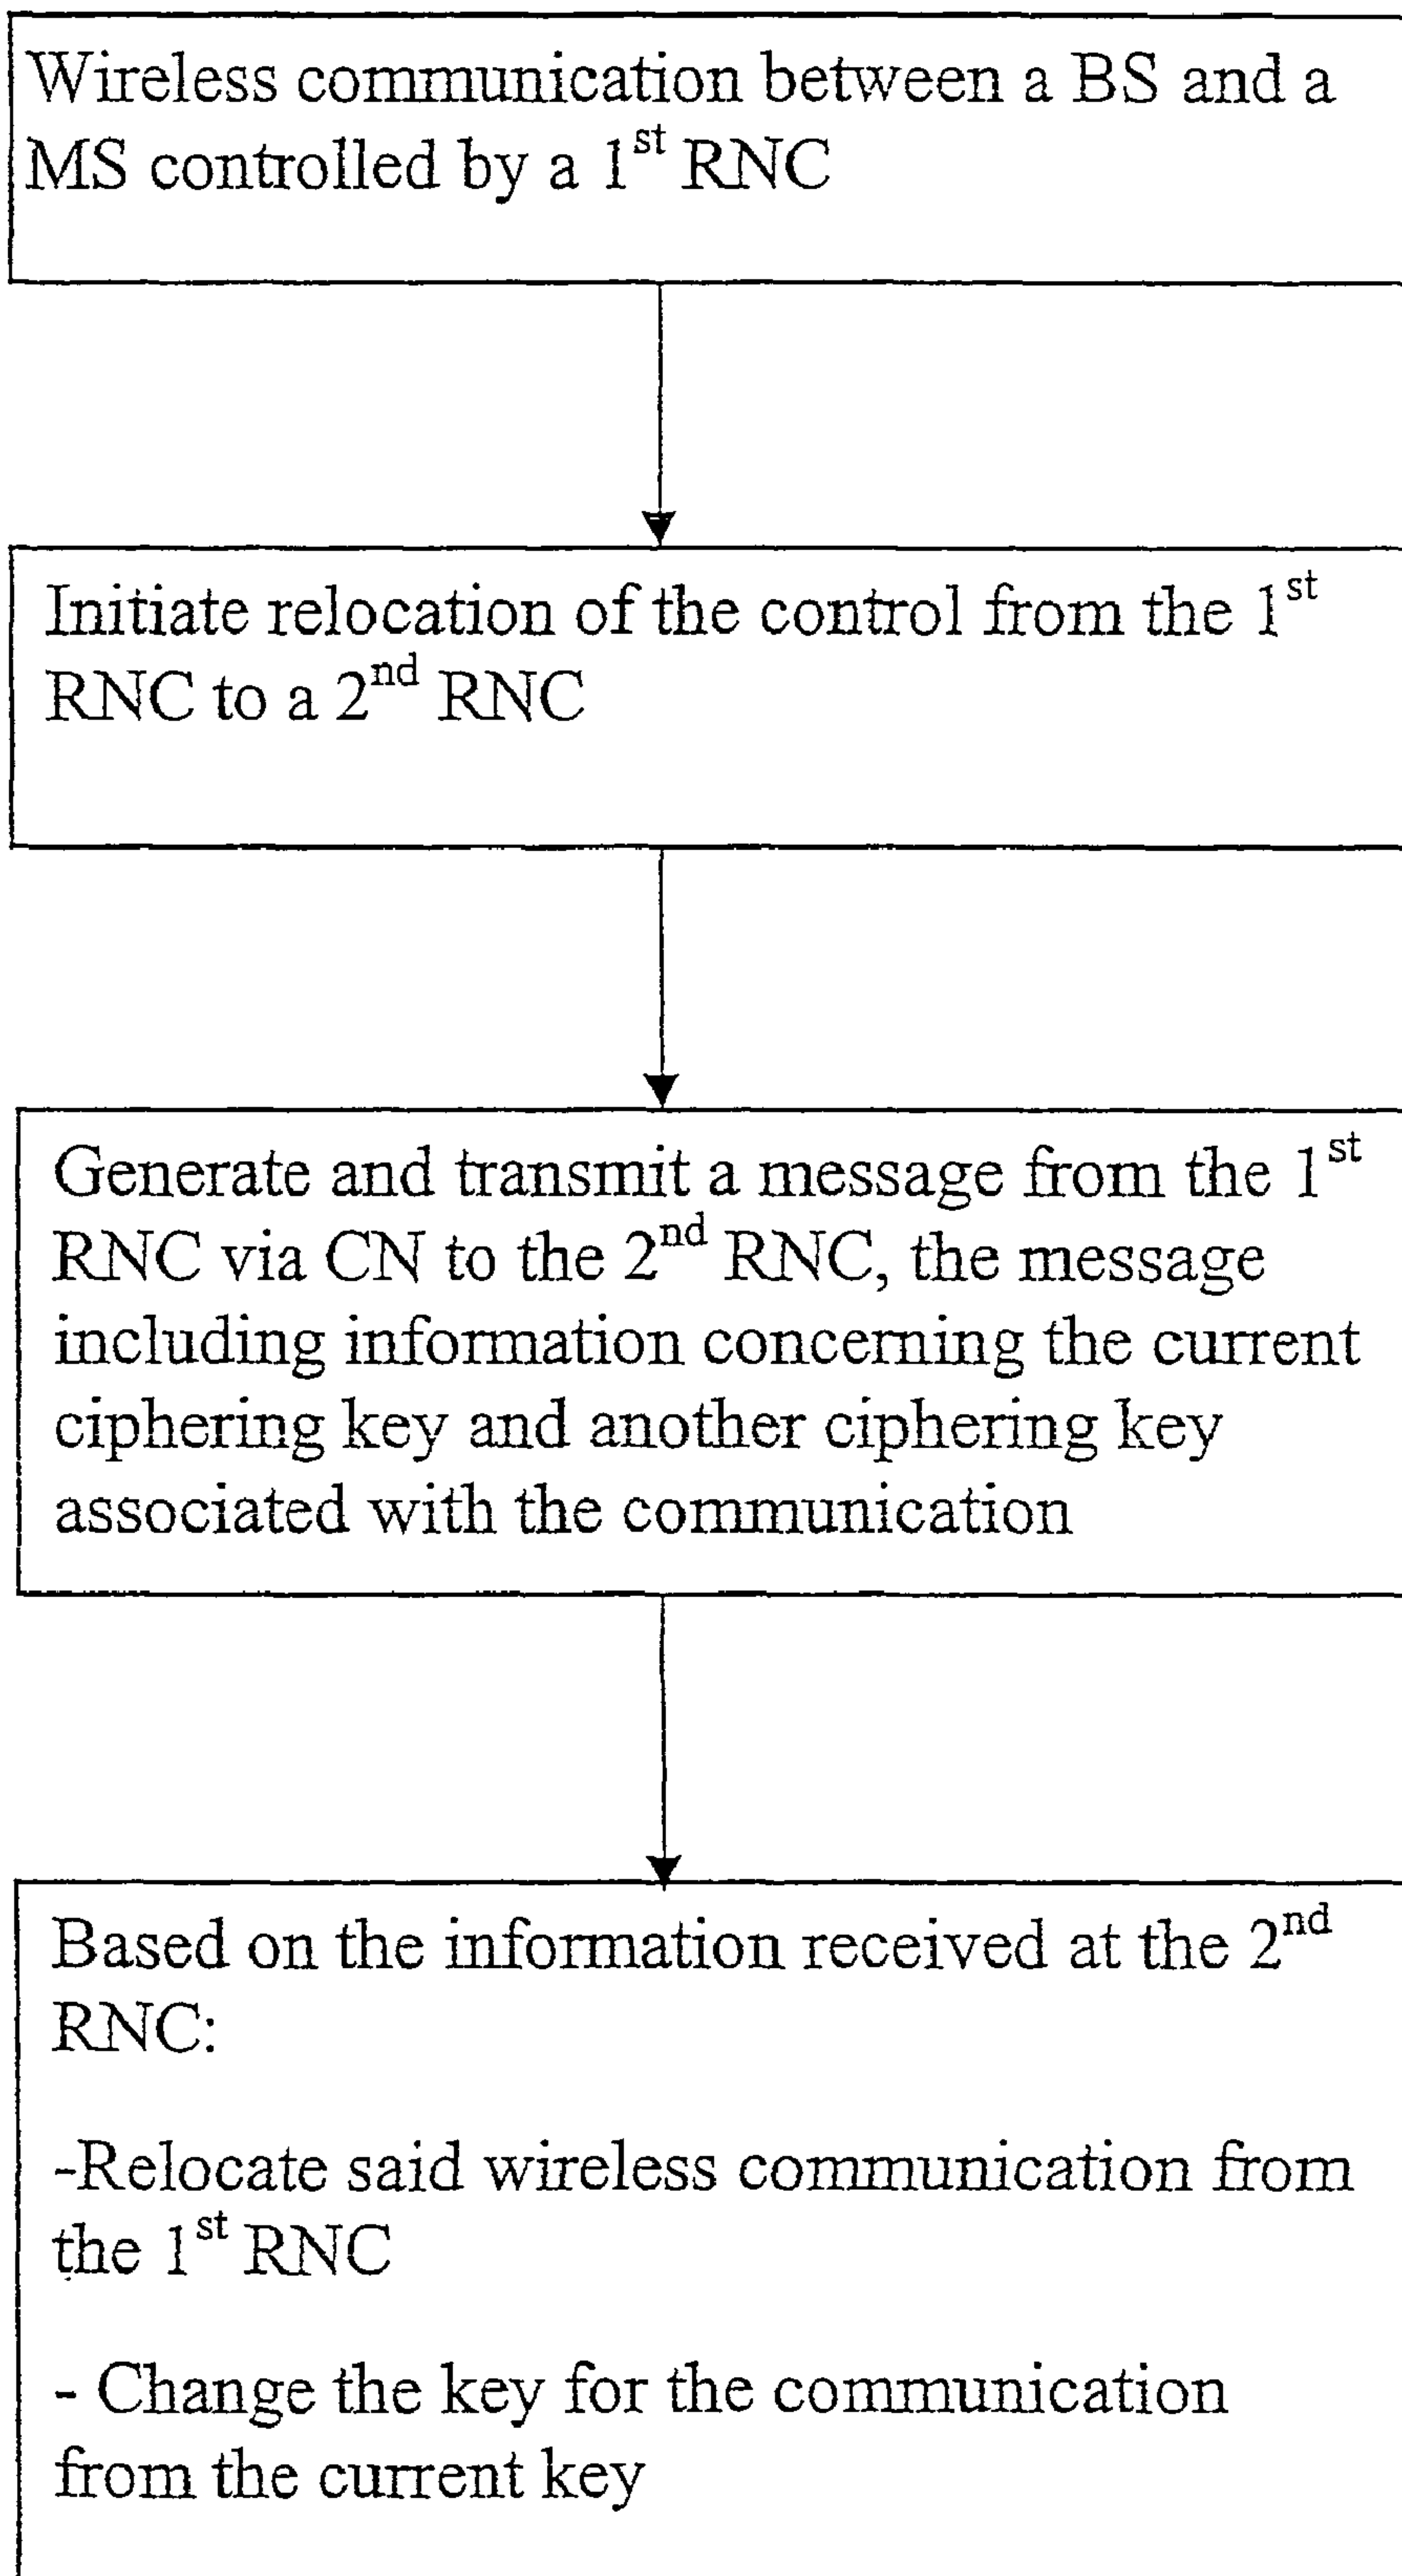 Wireless communication between a BS and a
MS controlled by a 1st RNC
Initiate relocation of the control from the 1st
RNC to a 2nd RNC
Generate and transmit a message from the 1st
RNC via CN to the 2nd RNC, the message
including information concerning the current
ciphering key and another ciphering key
associated with the communication
Based on the information received at the 2nd
RNC:
-Relocate said wireless communication from
the 1st RNC
- Change the key for the communication
from the current key